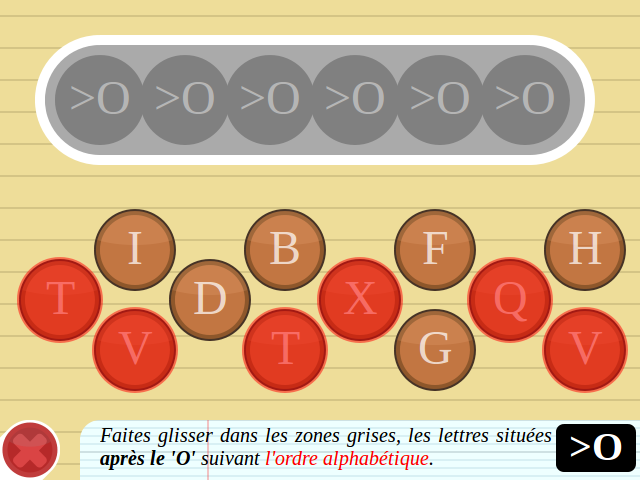 >O >O >O >O >O >O
I B F H
T D X Q
V T G V
Faites glisser dans les zones grises, les lettres situées
après le 'O' suivant l'ordre alphabétique.
>O